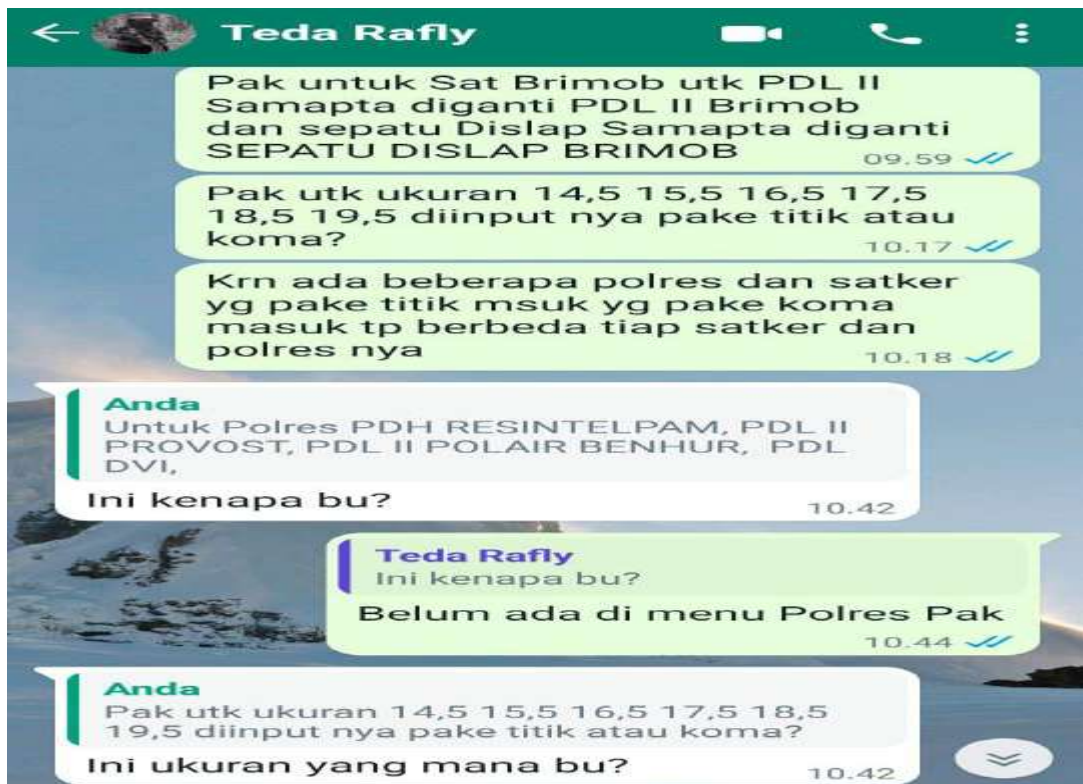 Teda Rafly
Pak untuk Sat Brimob utk PDL II
Samapta diganti PDL II Brimob
dan sepatu Dislap Samapta diganti
SEPATU DISLAP BRIMOB
09.59
Pak utk ukuran 14,5 15,5 16,5 17,5
18,5 19,5 diinput nya pake titik atau
koma?
10.17
Krn ada beberapa polres dan satker
yg pake titik msuk yg pake koma
masuk tp berbeda tiap satker dan
polres nya
10.18
Anda
Untuk Polres PDH RESINTELPAM, PDL II
PROVOST, PDL II POLAIR BENHUR, PDL
DVI,
Ini kenapa bu?
10.42
Teda Rafly
Ini kenapa bu?
Belum ada di menu Polres Pak
10.44
Anda
Pak utk ukuran 14,5 15,5 16,5 17,5 18,5
19,5 diinput nya pake titik atau koma?
Ini ukuran yang mana bu?
10.42